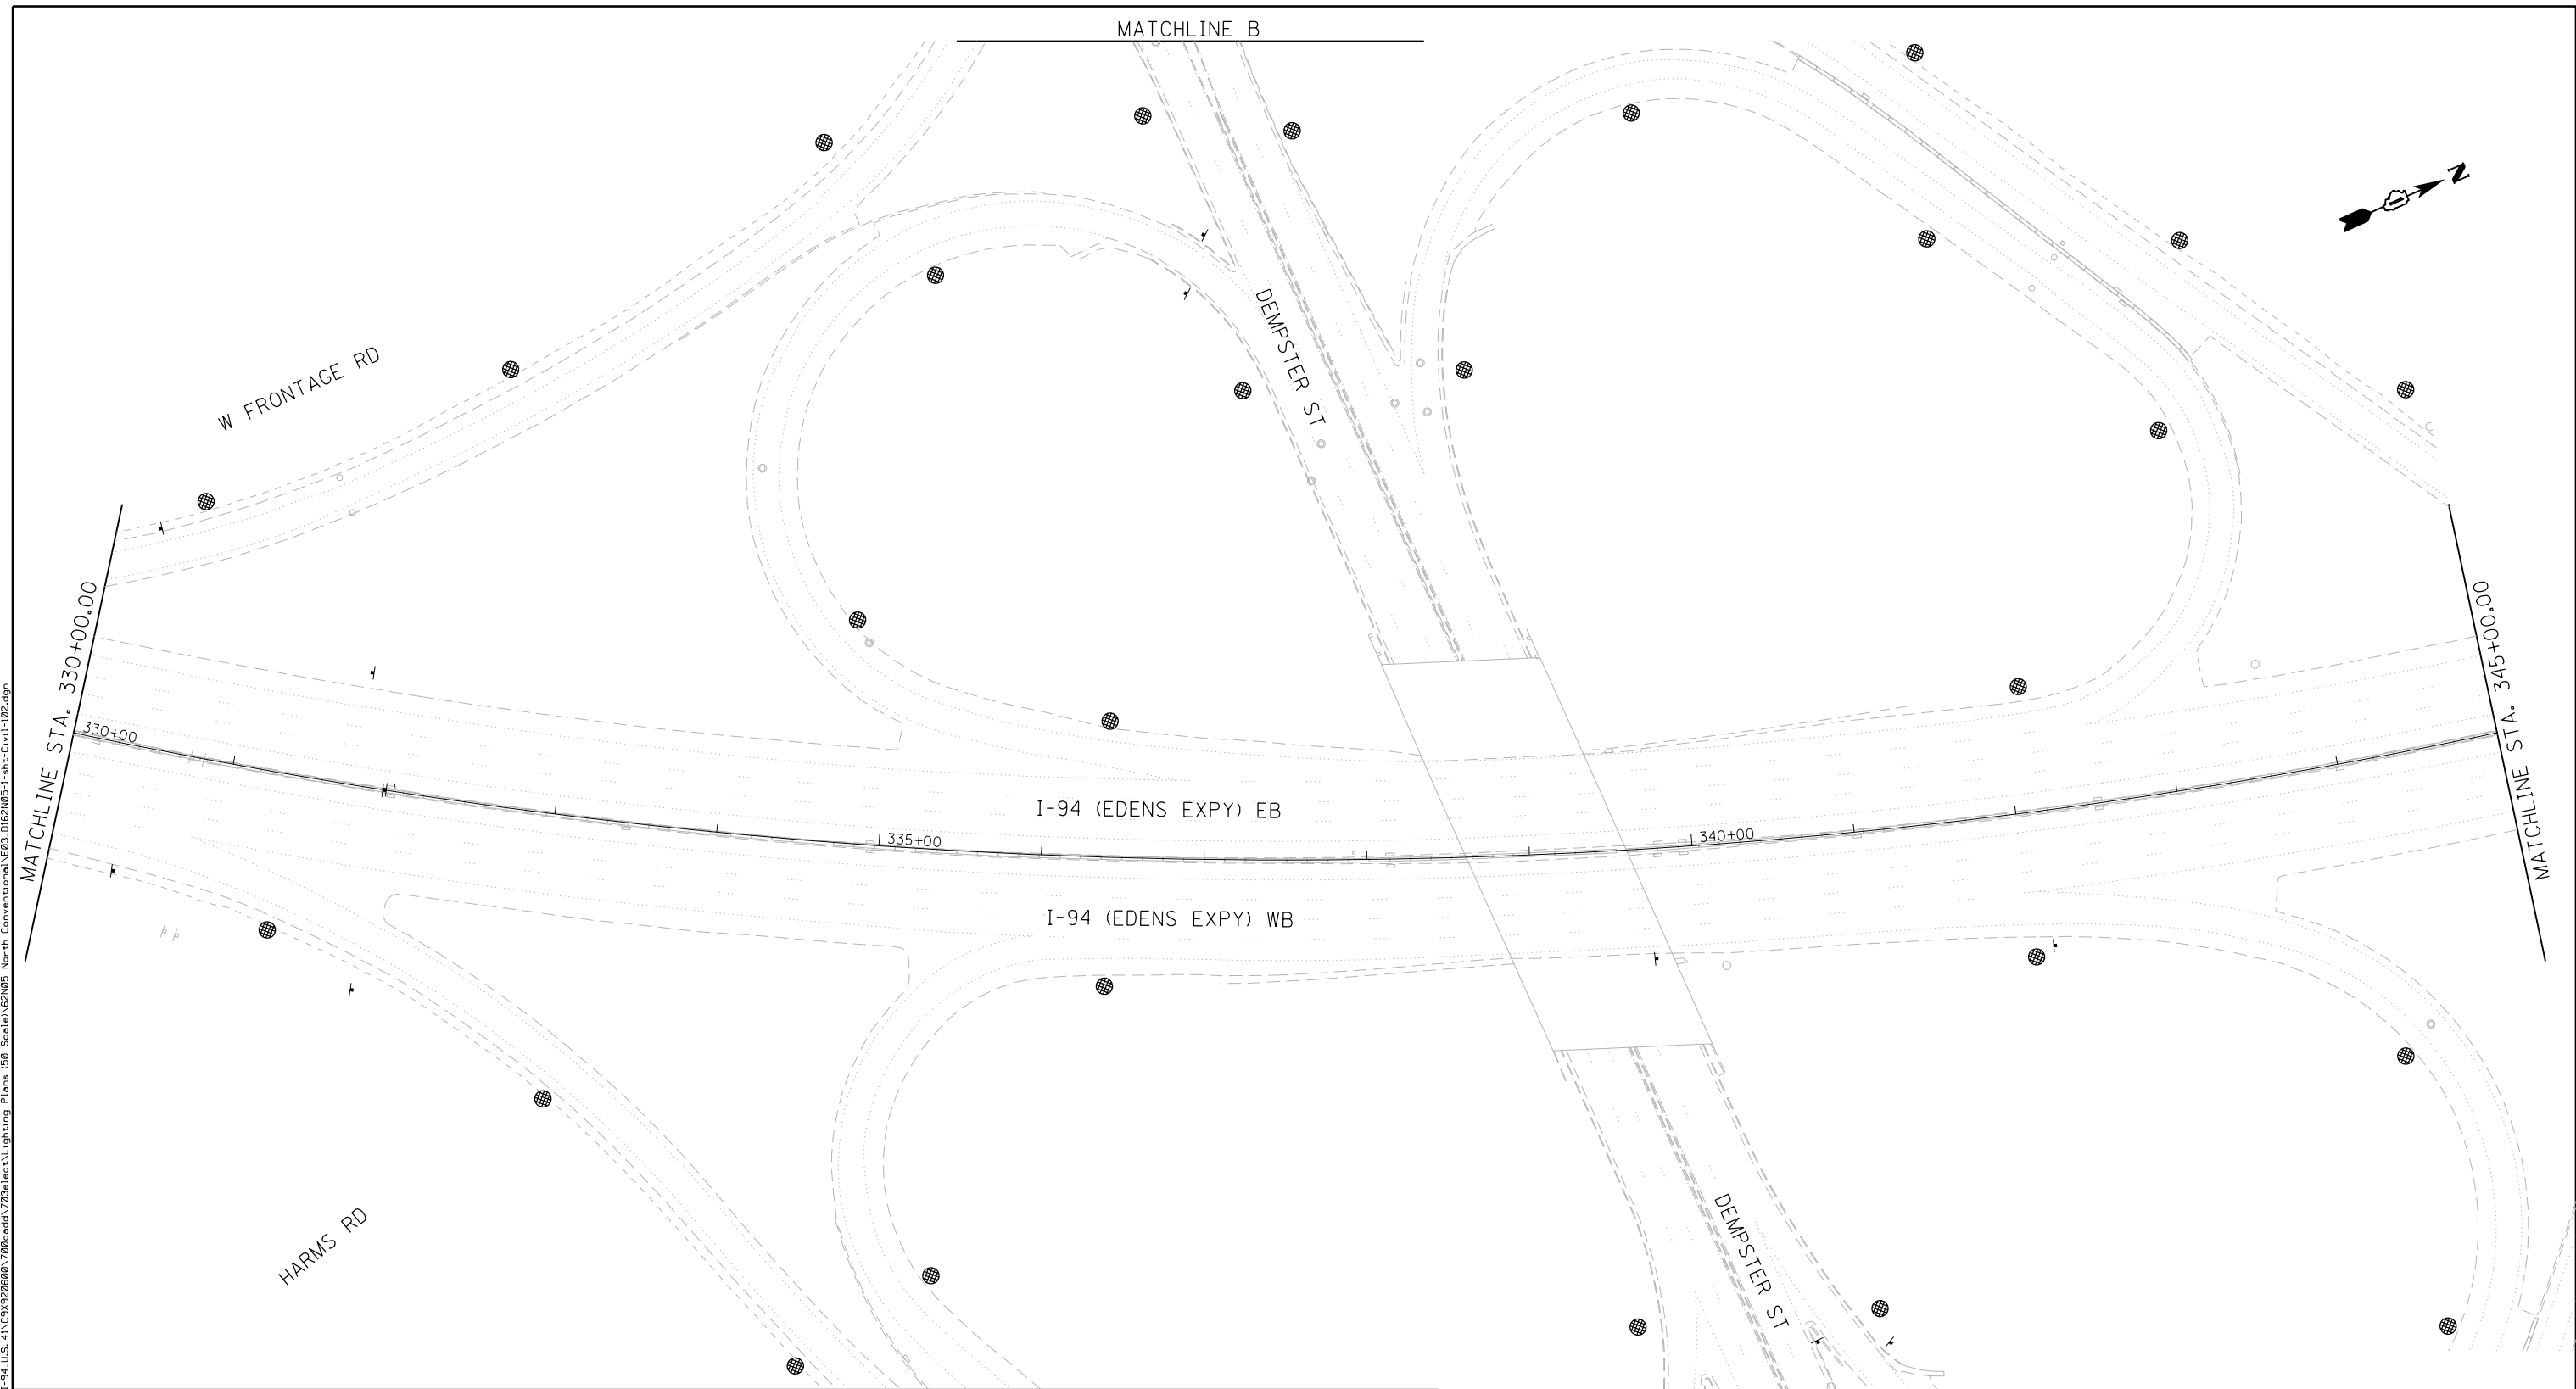 MATCHLINE B
N
W FRONTAGE RD
DEMPSTER ST
MATCHLINE STA. 330+00.00
330+00
I-94 (EDENS EXPY) EB
335+00
340+00
MATCHLINE STA. 345+00.00
I-94 (EDENS EXPY) WB
HARMS RD
DEMPSTER ST